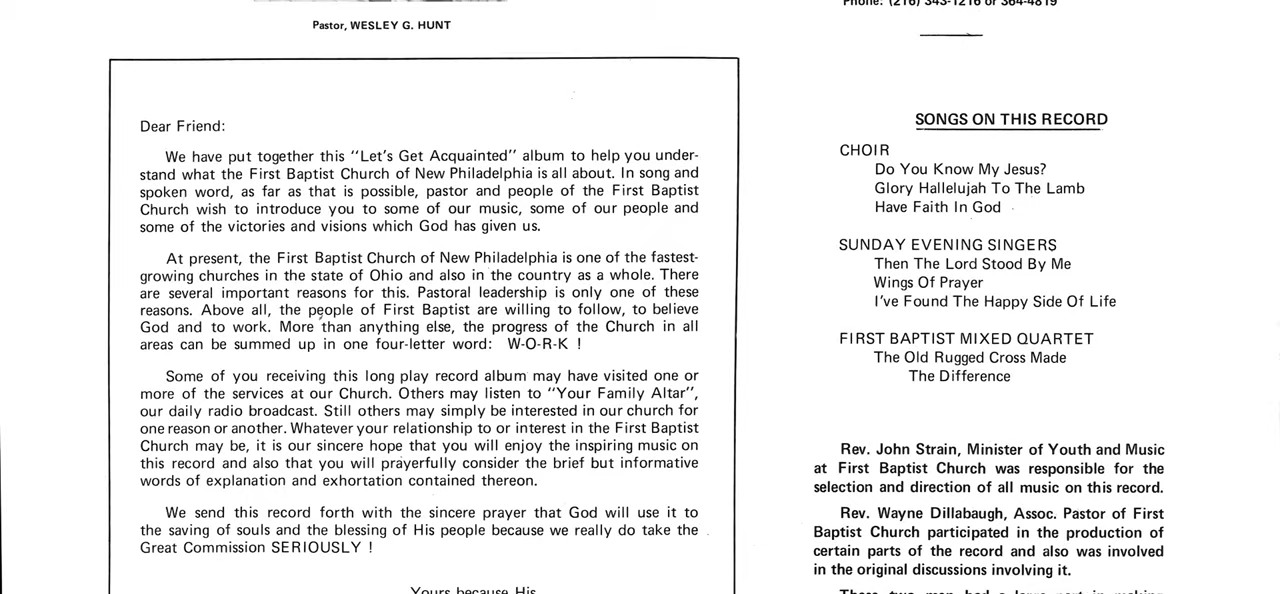 Pastor, WESLEY G. HUNT
Dear Friend:
We have put together this "Let's Get Acquainted" album to help you under-
stand what the First Baptist Church of New Philadelphia is all about. In song and
spoken word, as far as that is possible, pastor and people of the First Baptist
Church wish to introduce you to some of our music, some of our people and
some of the victories and visions which God has given us.
At present, the First Baptist Church of New Philadelphia is one of the fastest-
growing churches in the state of Ohio and also in the country as a whole. There
are several important reasons for this. Pastoral leadership is only one of these
reasons. Above all, the people of First Baptist are willing to follow, to believe
God and to work. More than anything else, the progress of the Church in all
areas can be summed up in one four-letter word: W-O-R-K !
Some of you receiving this long play record album may have visited one or
more of the services at our Church. Others may listen to "Your Family Altar",
our daily radio broadcast. Still others may simply be interested in our church for
one reason or another. Whatever your relationship to or interest in the First Baptist
Church may be, it is our sincere hope that you will enjoy the inspiring music on
this record and also that you will prayerfully consider the brief but informative
words of explanation and exhortation contained thereon.
We send this record forth with the sincere prayer that God will use it to
the saving of souls and the blessing of His people because we really do take the
Great Commission SERIOUSLY !
Yours because His
Phone: (216) 343-1216 or 364-4819
SONGS ON THIS RECORD
CHOIR
Do You Know My Jesus?
Glory Hallelujah To The Lamb
Have Faith In God
SUNDAY EVENING SINGERS
Then The Lord Stood By Me
Wings Of Prayer
I've Found The Happy Side Of Life
FIRST BAPTIST MIXED QUARTET
The Old Rugged Cross Made
The Difference
Rev. John Strain, Minister of Youth and Music
at First Baptist Church was responsible for the
selection and direction of all music on this record.
Rev. Wayne Dillabaugh, Assoc. Pastor of First
Baptist Church participated in the production of
certain parts of the record and also was involved
in the original discussions involving it.
These two men had a large part in making